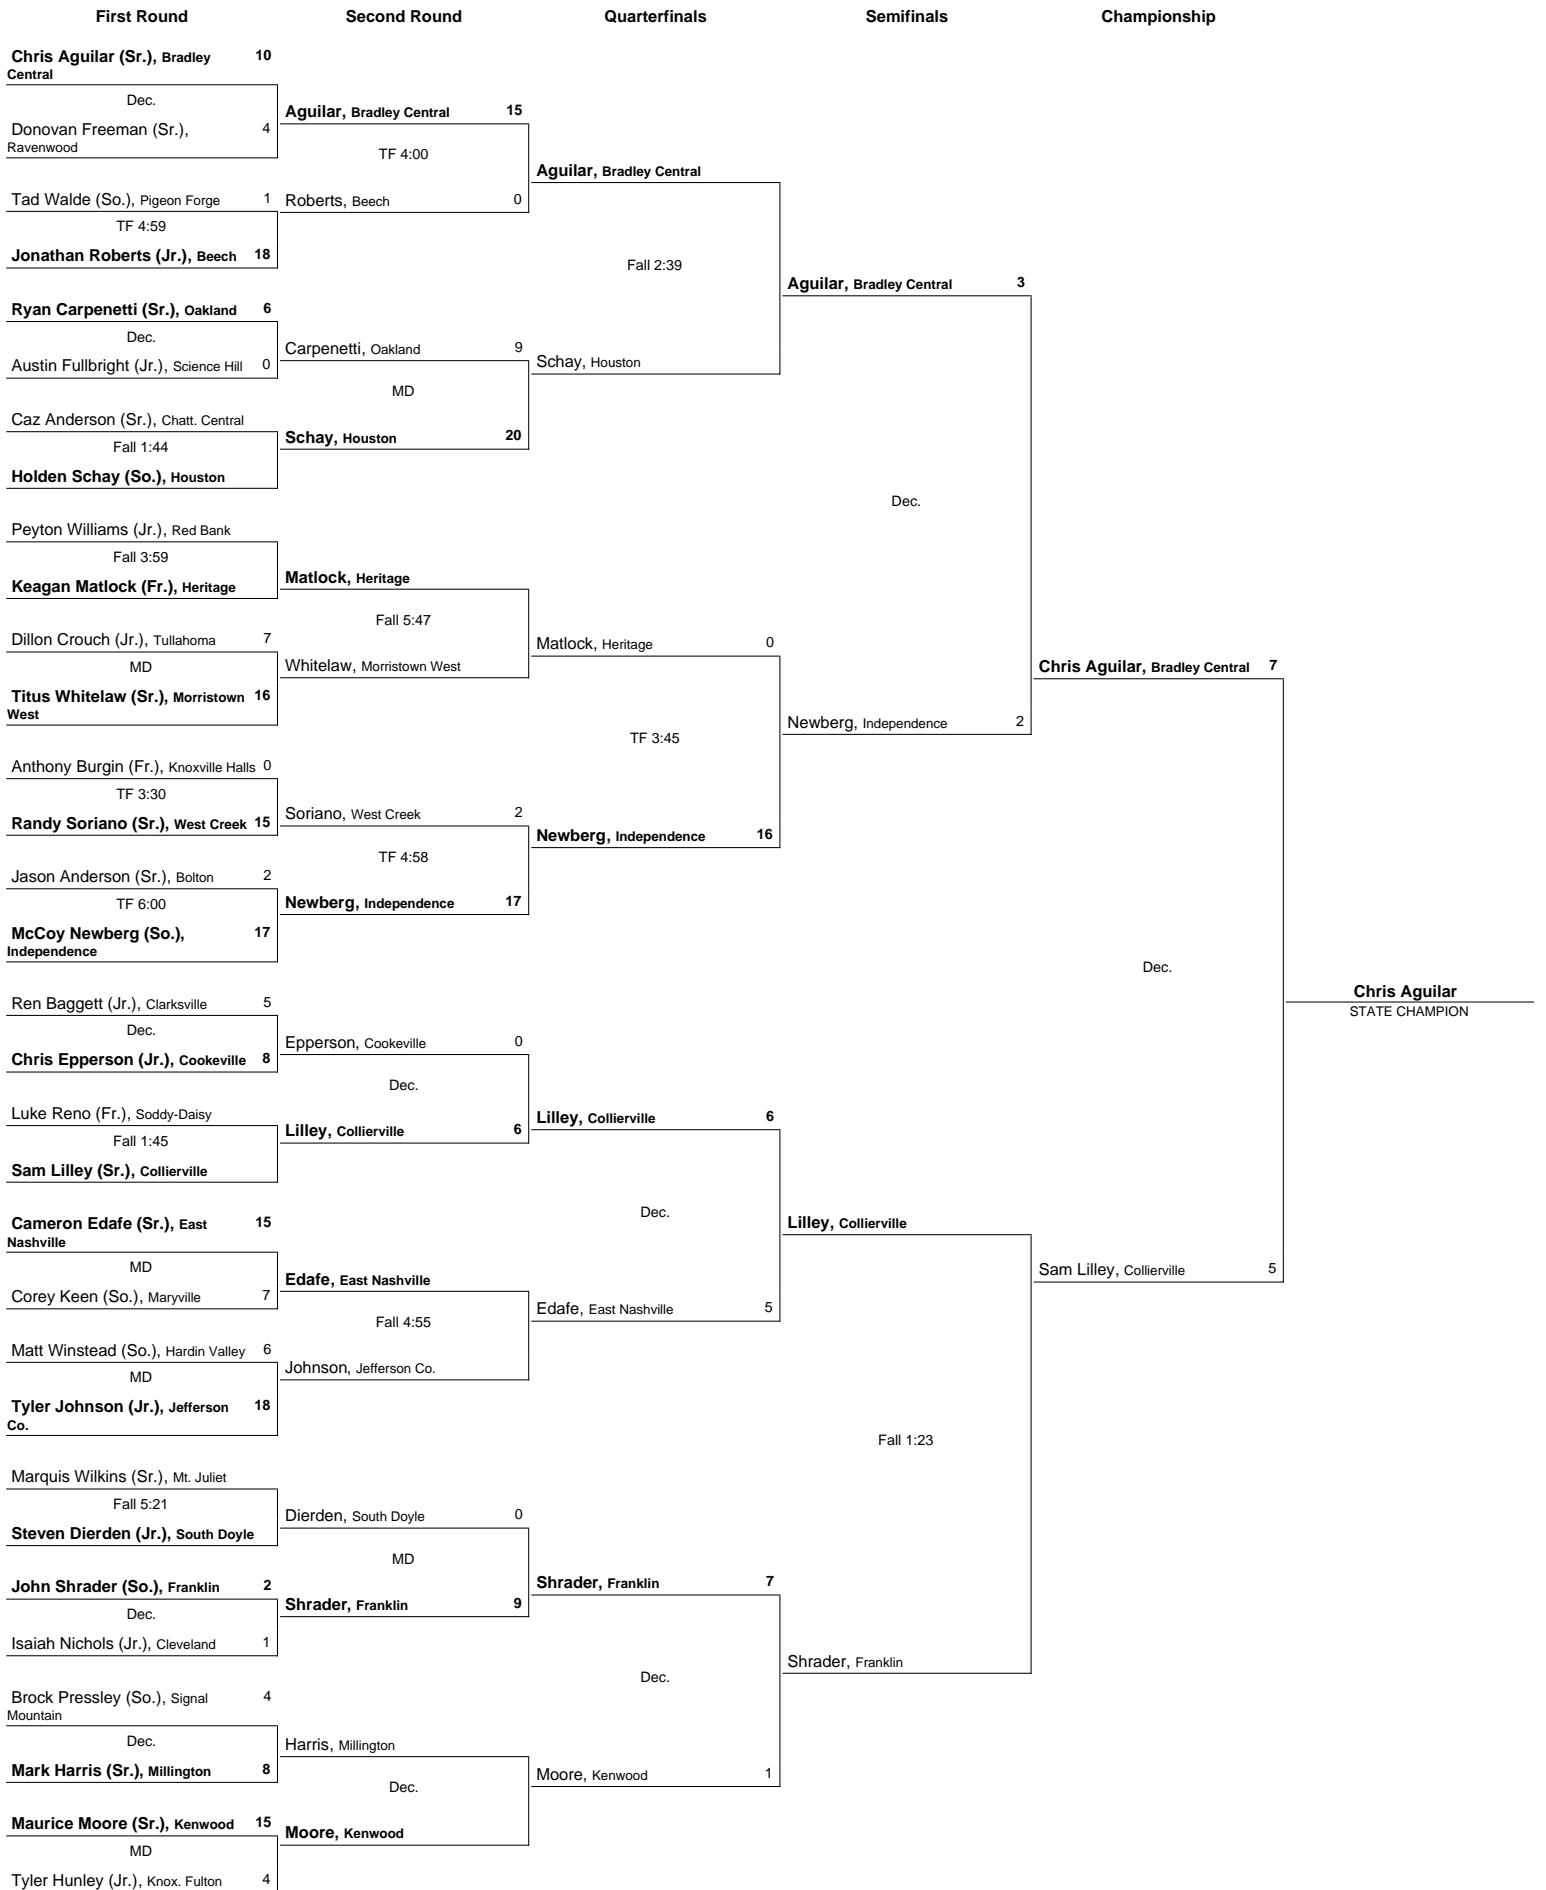 First Round
Second Round
Quarterfinals
Semifinals
Championship
Chris Aguilar (Sr.), Bradley 10
Central
Dec.
Donovan Freeman (Sr.), 4
Ravenwood
Tad Walde (So.), Pigeon Forge 1
TF 4:59
Jonathan Roberts (Jr.), Beech 18
Ryan Carpenetti (Sr.), Oakland 6
Dec.
Austin Fullbright (Jr.), Science Hill 0
Caz Anderson (Sr.), Chatt. Central
Fall 1:44
Holden Schay (So.), Houston
Peyton Williams (Jr.), Red Bank
Fall 3:59
Keagan Matlock (Fr.), Heritage
Dillon Crouch (Jr.), Tullahoma 7
MD
Titus Whitelaw (Sr.), Morristown 16
West
Anthony Burgin (Fr.), Knoxville Halls 0
TF 3:30
Randy Soriano (Sr.), West Creek 15
Jason Anderson (Sr.), Bolton 2
TF 6:00
McCoy Newberg (So.), 17
Independence
Ren Baggett (Jr.), Clarksville 5
Dec.
Chris Epperson (Jr.), Cookeville 8
Luke Reno (Fr.), Soddy-Daisy
Fall 1:45
Sam Lilley (Sr.), Collierville
Cameron Edafe (Sr.), East 15
Nashville
MD
Corey Keen (So.), Maryville 7
Matt Winstead (So.), Hardin Valley 6
MD
Tyler Johnson (Jr.), Jefferson 18
Co.
Marquis Wilkins (Sr.), Mt. Juliet
Fall 5:21
Steven Dierden (Jr.), South Doyle
John Shrader (So.), Franklin 2
Dec.
Isaiah Nichols (Jr.), Cleveland 1
Brock Pressley (So.), Signal 4
Mountain
Dec.
Mark Harris (Sr.), Millington 8
Maurice Moore (Sr.), Kenwood 15
MD
Tyler Hunley (Jr.), Knox. Fulton 4
Aguilar, Bradley Central 15
TF 4:00
Roberts, Beech 0
Carpenetti, Oakland 9
MD
Schay, Houston 20
Matlock, Heritage
Fall 5:47
Whitelaw, Morristown West
Soriano, West Creek 2
TF 4:58
Newberg, Independence 17
Epperson, Cookeville 0
Dec.
Lilley, Collierville 6
Edafe, East Nashville
Fall 4:55
Johnson, Jefferson Co.
Dierden, South Doyle 0
MD
Shrader, Franklin 9
Harris, Millington
Dec.
Moore, Kenwood
Aguilar, Bradley Central
Fall 2:39
Schay, Houston
Matlock, Heritage 0
TF 3:45
Newberg, Independence 16
Lilley, Collierville 6
Dec.
Edafe, East Nashville 5
Shrader, Franklin 7
Dec.
Moore, Kenwood 1
Aguilar, Bradley Central 3
Dec.
Newberg, Independence 2
Lilley, Collierville
Fall 1:23
Shrader, Franklin
Chris Aguilar, Bradley Central 7
Dec.
Sam Lilley, Collierville 5
Chris Aguilar
STATE CHAMPION